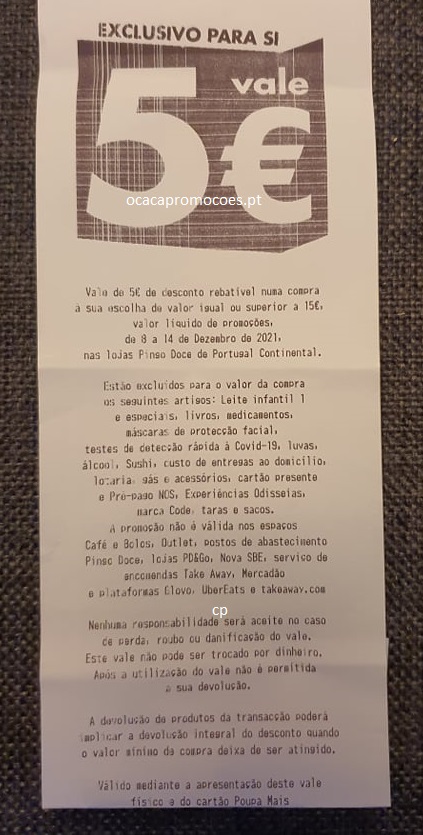 EXCLUSIVO PARA SI
vale
5€
ocacapromocoes.pt
Vale de 5€ de desconto rebatível numa compra
à sua escolha de valor igual ou superior a 15€,
valor líquido de promoções,
de 8 a 14 de Dezembro de 2021,
nas lojas Pingo Doce de Portugal Continental.
Estão excluídos para o valor da compra
os seguintes artigos: Leite infantil 1
e especiais, livros, medicamentos,
máscaras de protecção facial,
testes de detecção rápida à Covid-19, luvas,
álcool, Sushi, custo de entregas ao domicílio,
lotaria, gás e acessórios, cartão presente
e Pré-pago NOS, Experiências Odisseias,
marca Code, taras e sacos.
A promoção não é válida nos espaços
Café e Bolos, Outlet, postos de abastecimento
Pingo Doce, lojas PD&Go, Nova SBE, serviço de
encomendas Take Away, Mercadão
e plataformas Glovo, UberEats e takeaway.com
cp
Nenhuma responsabilidade será aceite no caso
de perda, roubo ou danificação do vale.
Este vale não pode ser trocado por dinheiro.
Após a utilização do vale não é permitida
a sua devolução.
A devolução de produtos da transacção poderá
implicar a devolução integral do desconto quando
o valor mínimo da compra deixa de ser atingido.
Válido mediante a apresentação deste vale
físico e do cartão Poupa Mais